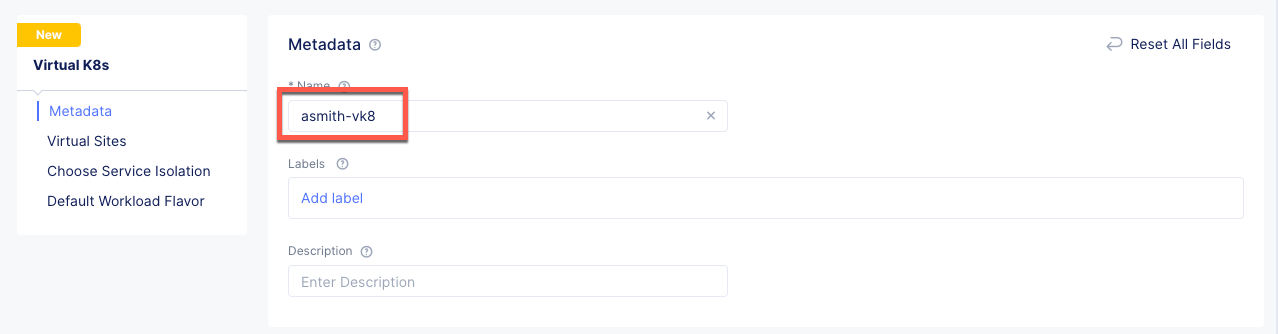 New
Virtual K8s
Metadata
Virtual Sites
Choose Service Isolation
Default Workload Flavor
Metadata
Reset All Fields
* Name
asmith-vk8
Labels
Add label
Description
Enter Description